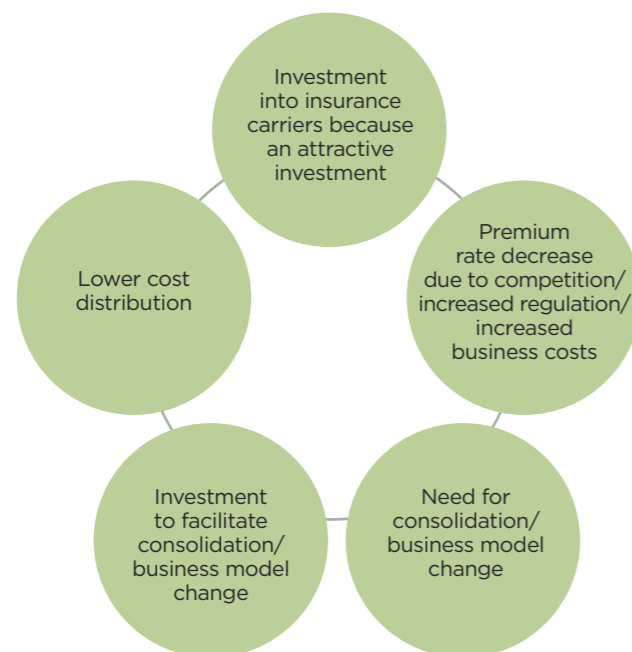 Investment
into insurance
carriers because
an attractive
investment
Premium
rate decrease
due to competition/
increased regulation/
increased
business costs
Need for
consolidation/
business model
change
Investment
to facilitate
consolidation/
business model
change
Lower cost
distribution